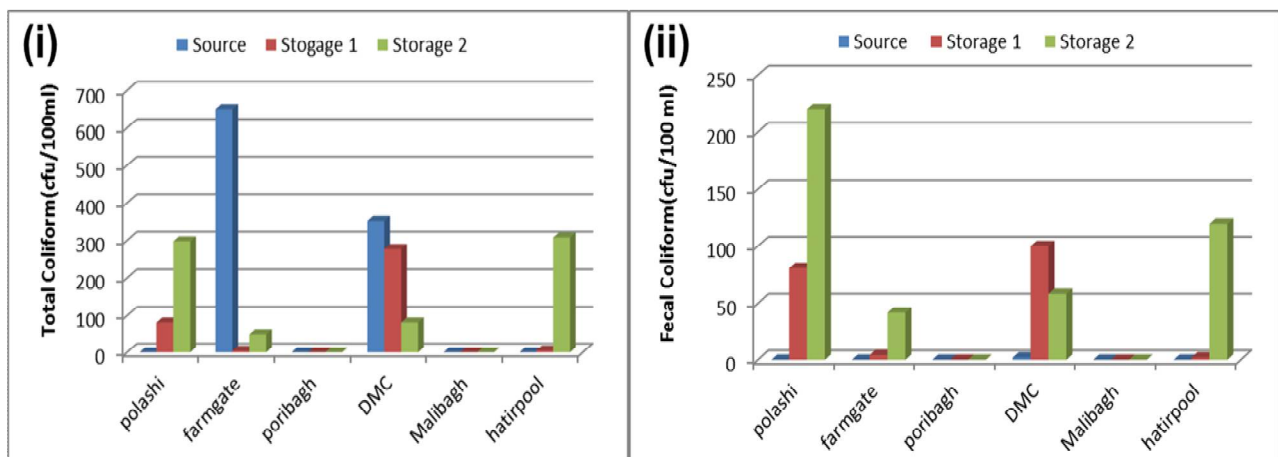 (i)
Source Stogage 1 Storage 2
Total Coliform(cfu/100ml)
700
600
500
400
300
200
100
0
polashi
farmgate
poribagh
DMC
Malibagh
hatirpool
(ii)
Source Storage 1 Storage 2
Fecal Coliform(cfu/100 ml)
250
200
150
100
50
0
polashi
farmgate
poribagh
DMC
Malibagh
hatirpool